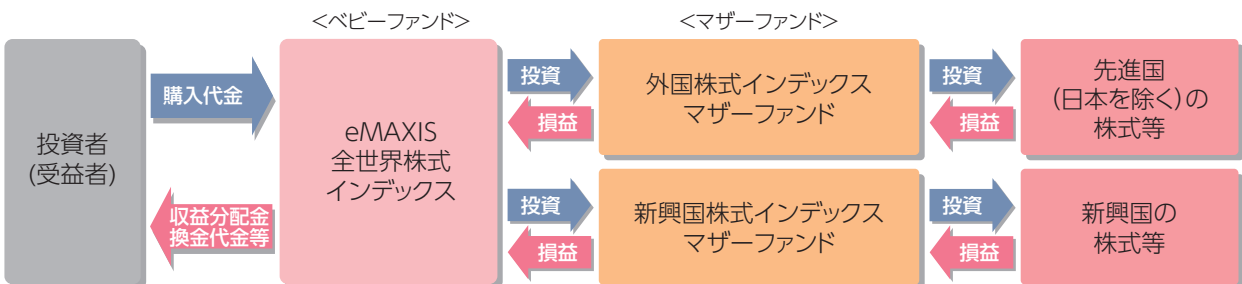 <ベビーファンド>
<マザーファンド>
投資者
(受益者)
購入代金
収益分配金
換金代金等
eMAXIS
全世界株式
インデックス
投資
損益
外国株式インデックス
マザーファンド
投資
損益
先進国
(日本を除く)の
株式等
投資
損益
新興国株式インデックス
マザーファンド
投資
損益
新興国の
株式等